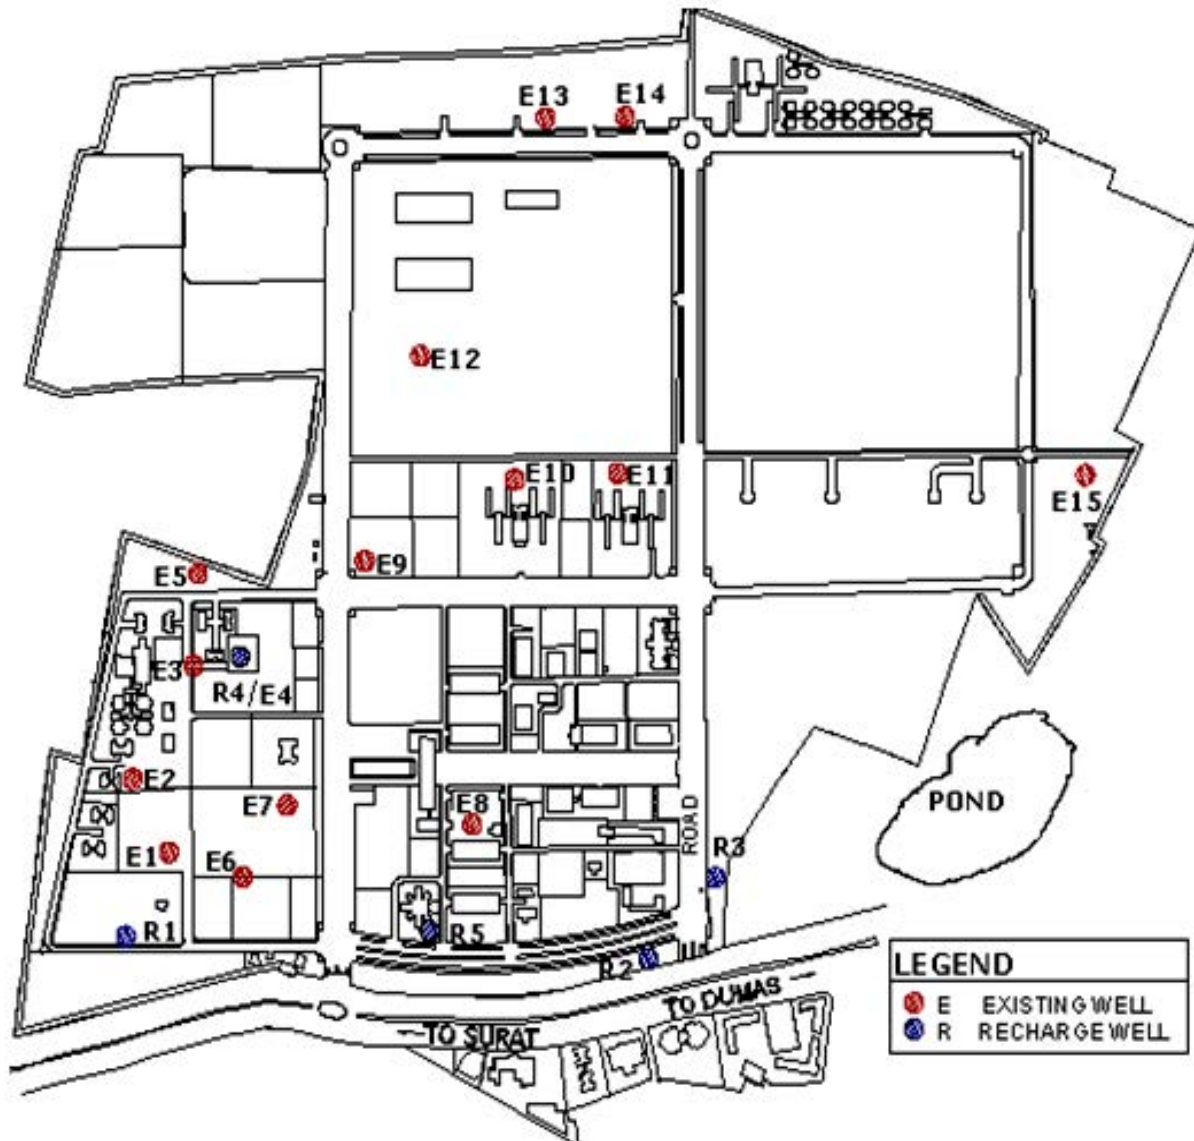 E13
E14
E12
E10
E11
E15
E9
E5
E3
R4/E4
E2
E7
E8
POND
ROAD
E1
E6
R3
R1
R5
R2
LEGEND
E EXISTING WELL
R RECHARGE WELL
TO DUMAS
TO SURAT